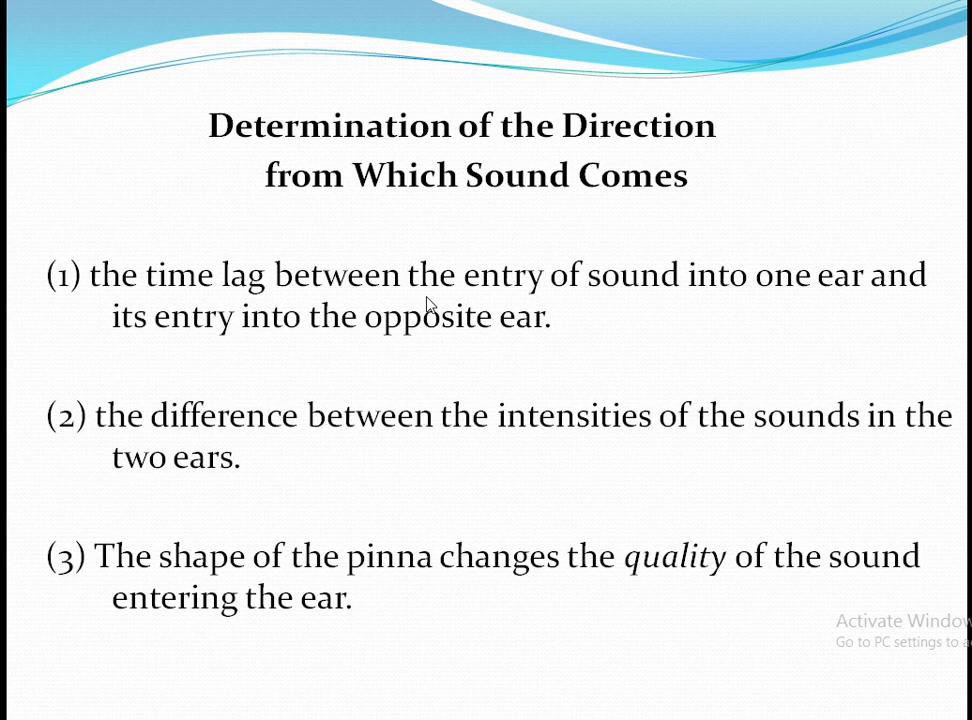 Determination of the Direction
from Which Sound Comes
(1) the time lag between the entry of sound into one ear and
its entry into the opposite ear.
(2) the difference between the intensities of the sounds in the
two ears.
(3) The shape of the pinna changes the quality of the sound
entering the ear.
Activate Window
Go to PC settings to a